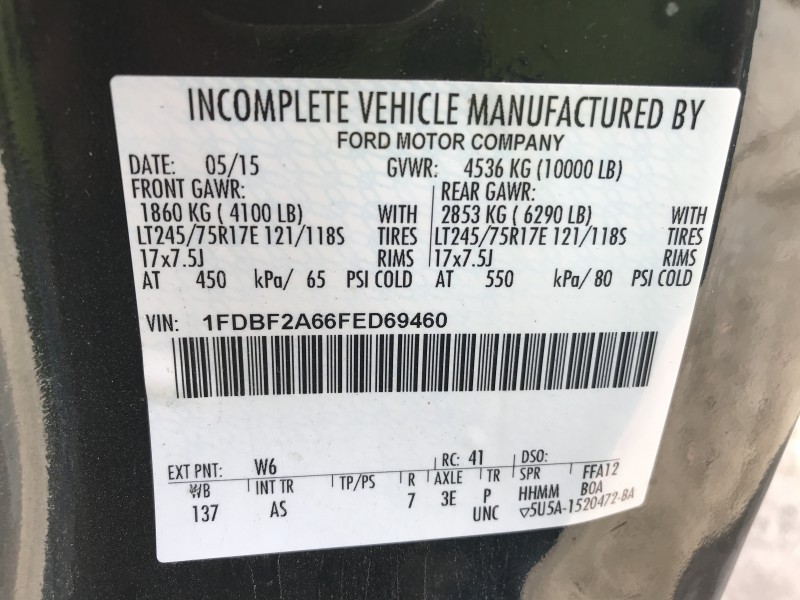 INCOMPLETE VEHICLE MANUFACTURED BY
FORD MOTOR COMPANY
DATE: 05/15 GVWR: 4536 KG (10000 LB)
FRONT GAWR: REAR GAWR:
1860 KG ( 4100 LB) WITH 2853 KG ( 6290 LB) WITH
LT245/75R17E 121/118S TIRES LT245/75R17E 121/118S TIRES
17x7.5J RIMS 17x7.5J RIMS
AT 450 kPa/ 65 PSI COLD AT 550 kPa/ 80 PSI COLD
VIN: 1FDBF2A66FED69460
EXT PNT: W6 RC: 41 DSO:
WB INT TR TP/PS R AXLE TR SPR FFA12
137 AS 7 3E P HHMM BOA
UNC ▽5U5A-1520472-BA